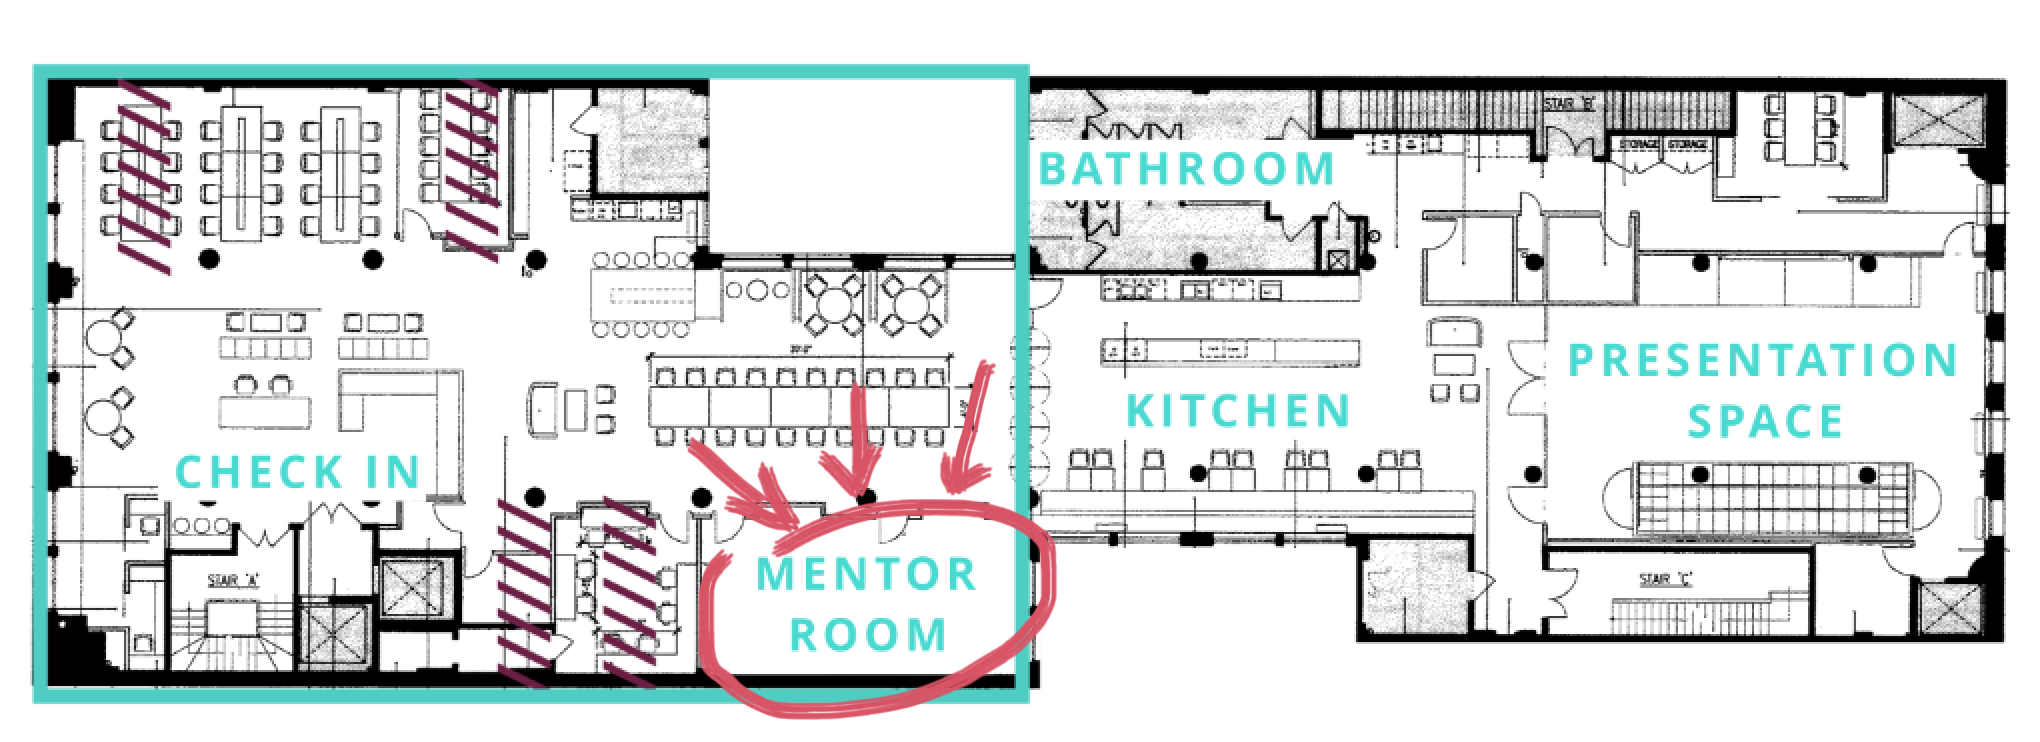 STAIR 'B'
STORAGE STORAGE
BATHROOM
PRESENTATION
SPACE
KITCHEN
CHECK IN
MENTOR
ROOM
STAIR 'A'
STAIR 'C'